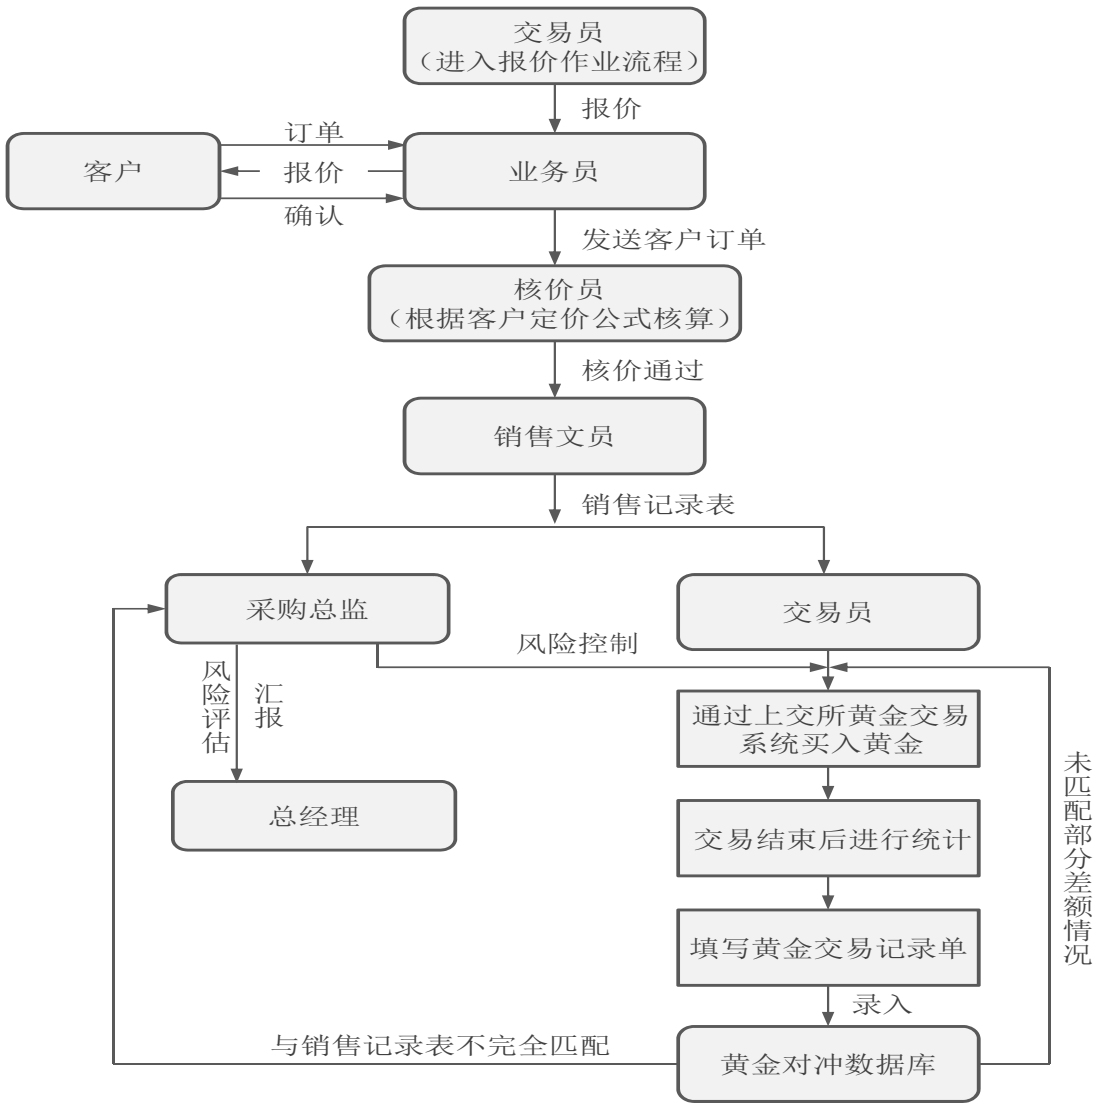 交易员
（进入报价作业流程）
报价
订单
客户
报价
业务员
确认
发送客户订单
核价员
（根据客户定价公式核算）
核价通过
销售文员
销售记录表
采购总监
交易员
风险控制
风险评估
汇报
通过上交所黄金交易
系统买入黄金
总经理
交易结束后进行统计
未匹配部分差额情况
填写黄金交易记录单
录入
与销售记录表不完全匹配
黄金对冲数据库